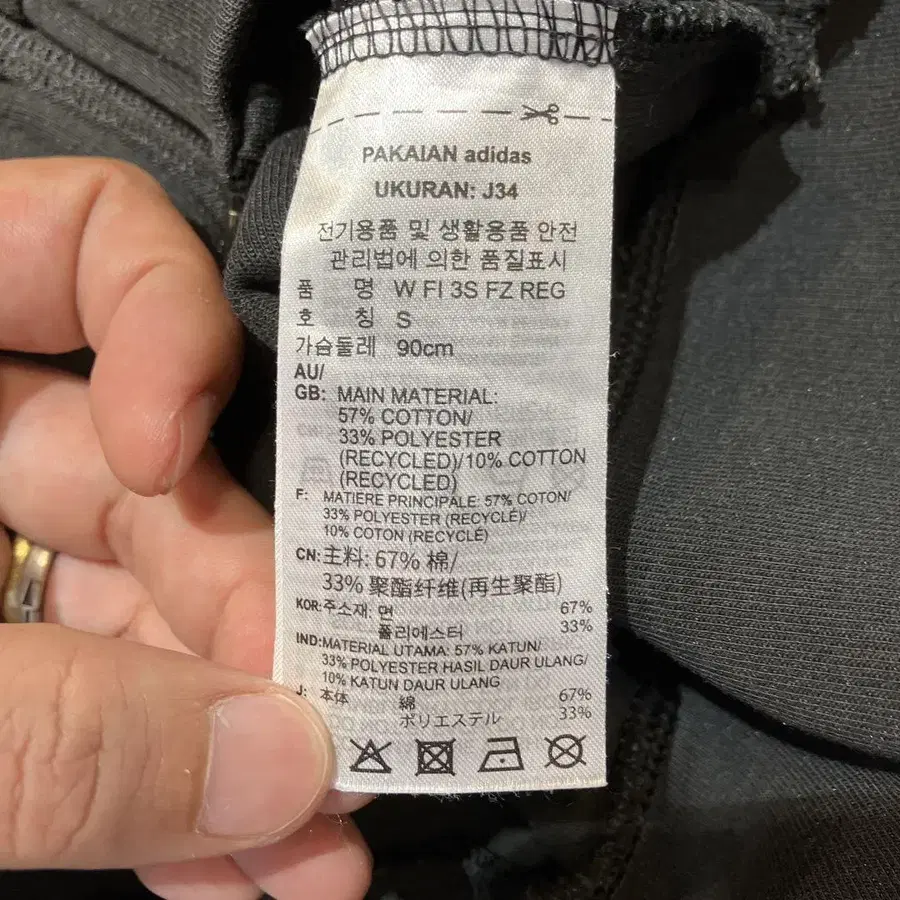 PAKAIAN adidas
UKURAN: J34
전기용품 및 생활용품 안전
관리법에 의한 품질표시
품 명 W FI 3S FZ REG
호 칭 S
가슴둘레 90cm
AU/
GB: MAIN MATERIAL:
57% COTTON/
33% POLYESTER
(RECYCLED)/10% COTTON
(RECYCLED)
F: MATIERE PRINCIPALE: 57% COTON/
33% POLYESTER (RECYCLÉ)/
10% COTON (RECYCLÉ)
CN: 主料: 67% 棉/
33% 聚酯纤维(再生聚酯)
KOR: 주소재: 면 67%
폴리에스터 33%
IND: MATERIAL UTAMA: 57% KATUN/
33% POLYESTER HASIL DAUR ULANG/
10% KATUN DAUR ULANG
J: 本体 綿 67%
ポリエステル 33%